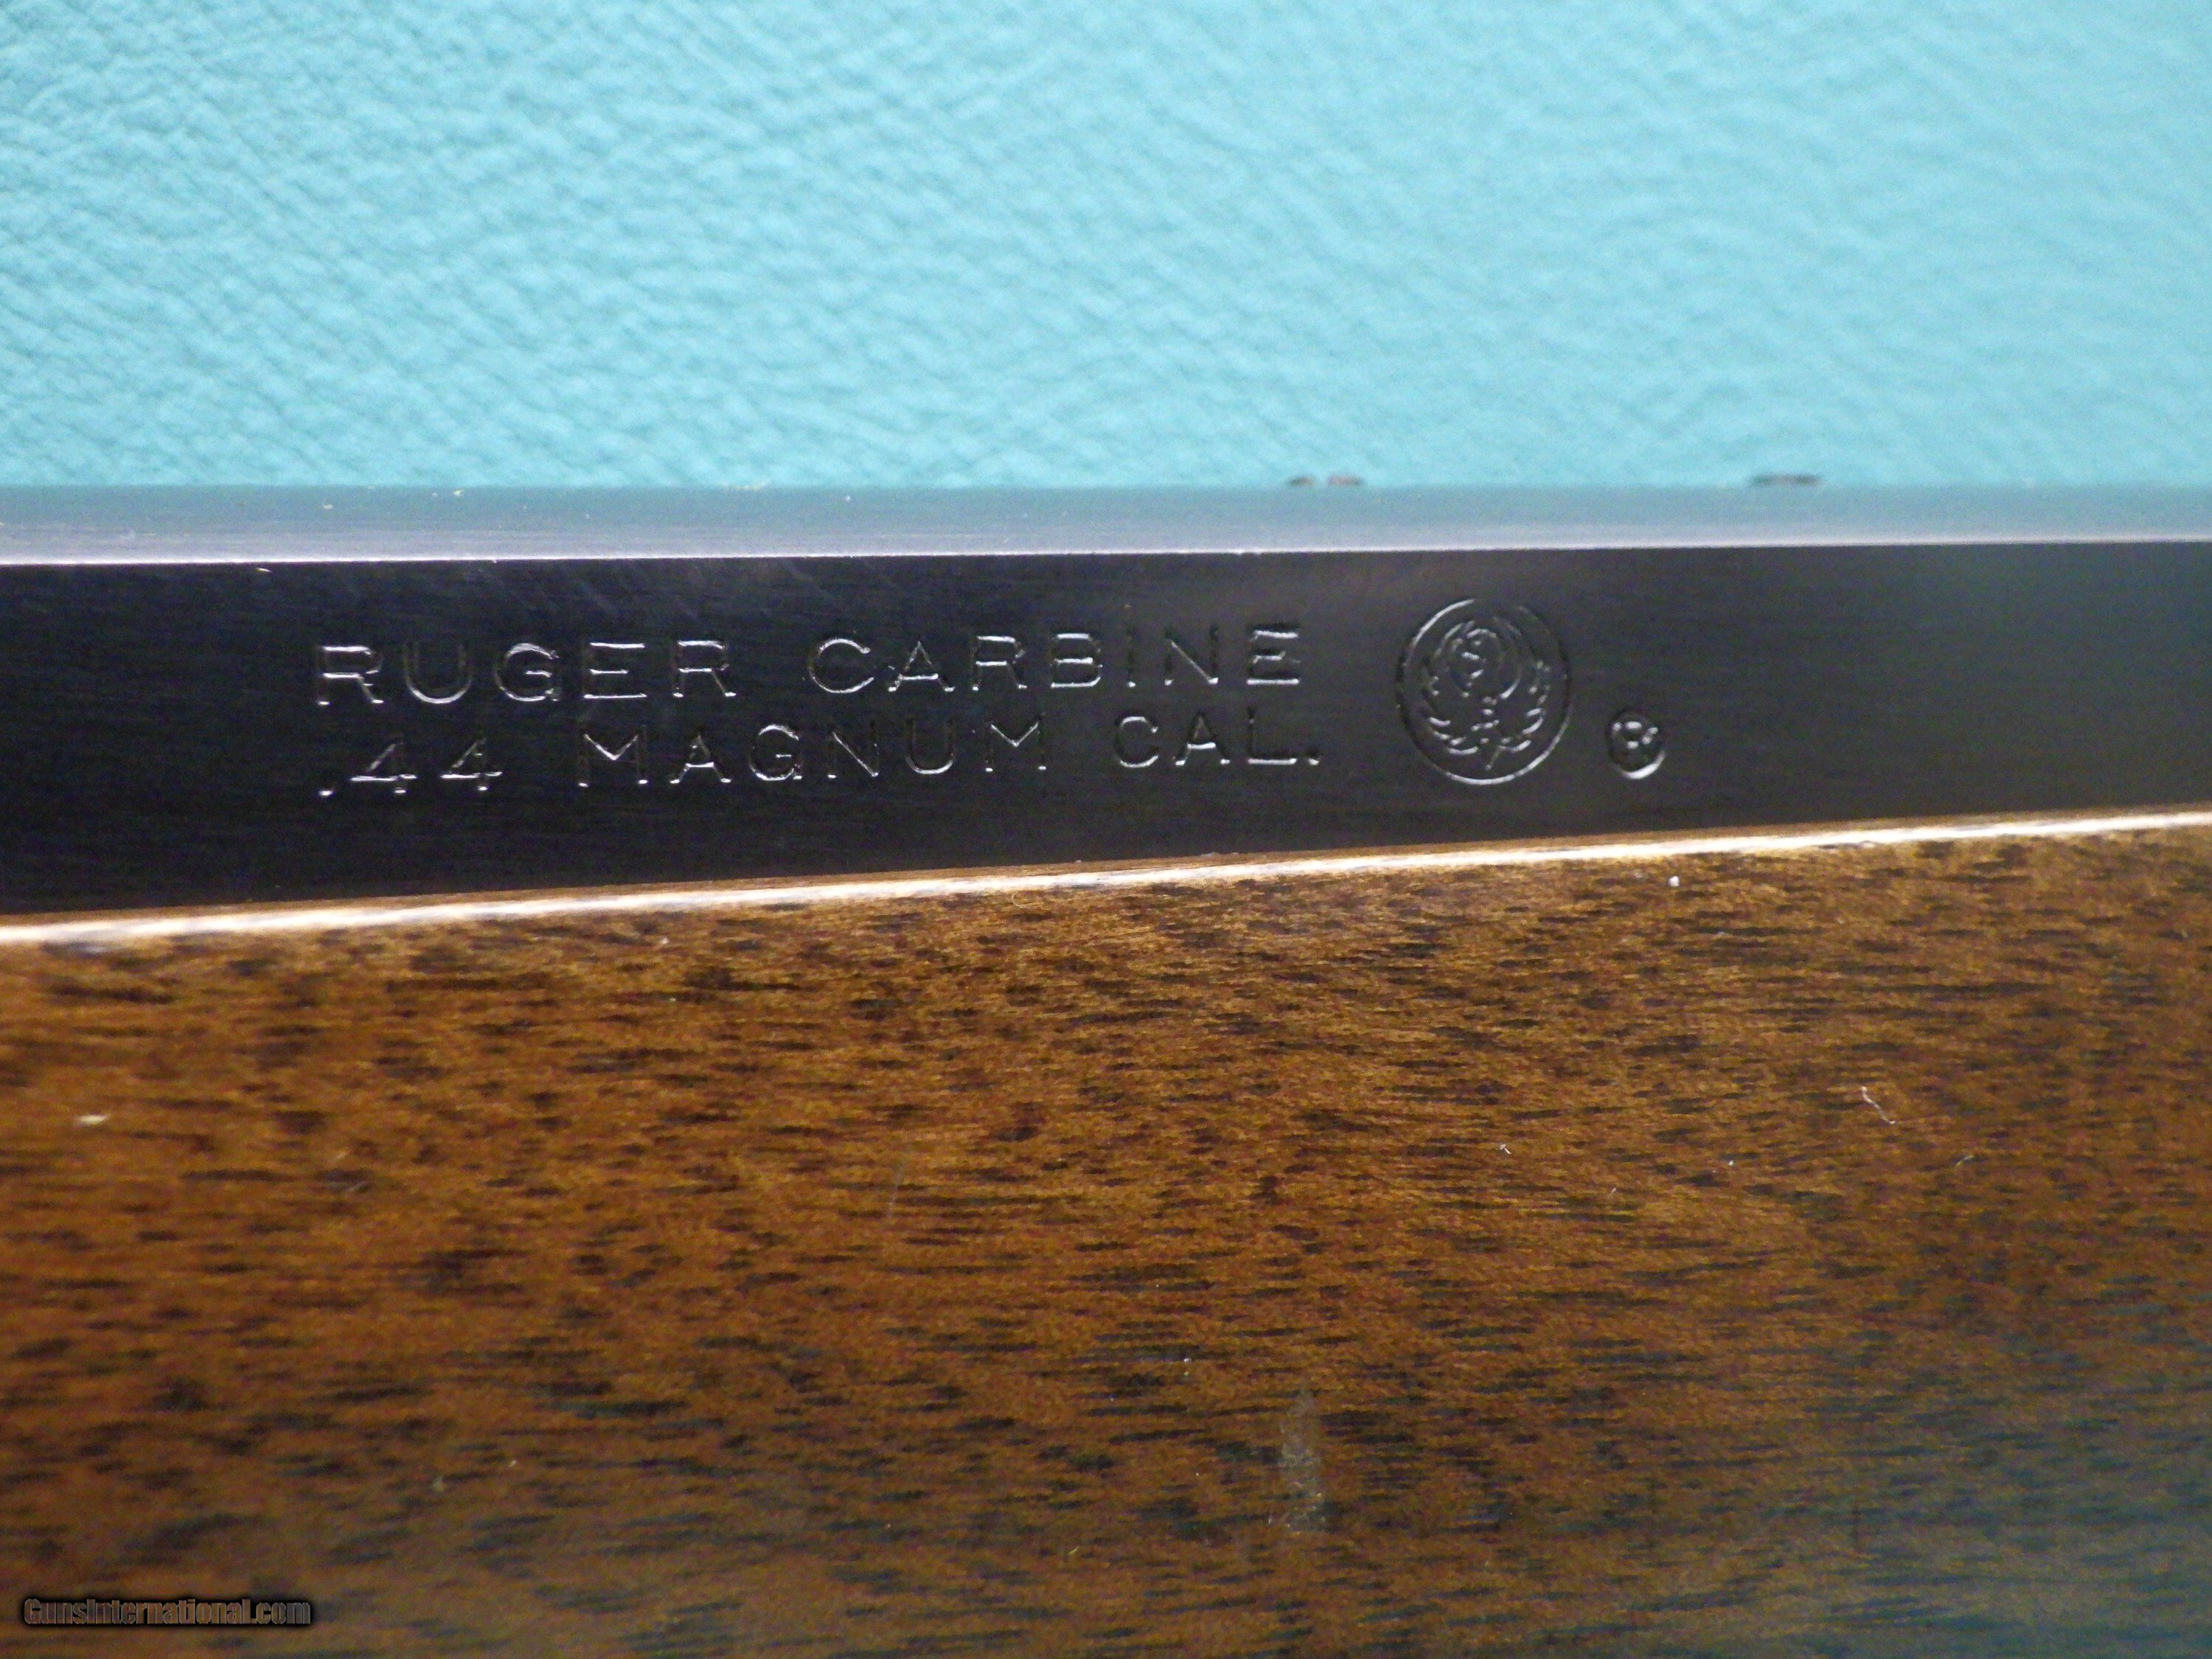 RUGER CARBINE
.44 MAGNUM CAL.
GunsInternational.com